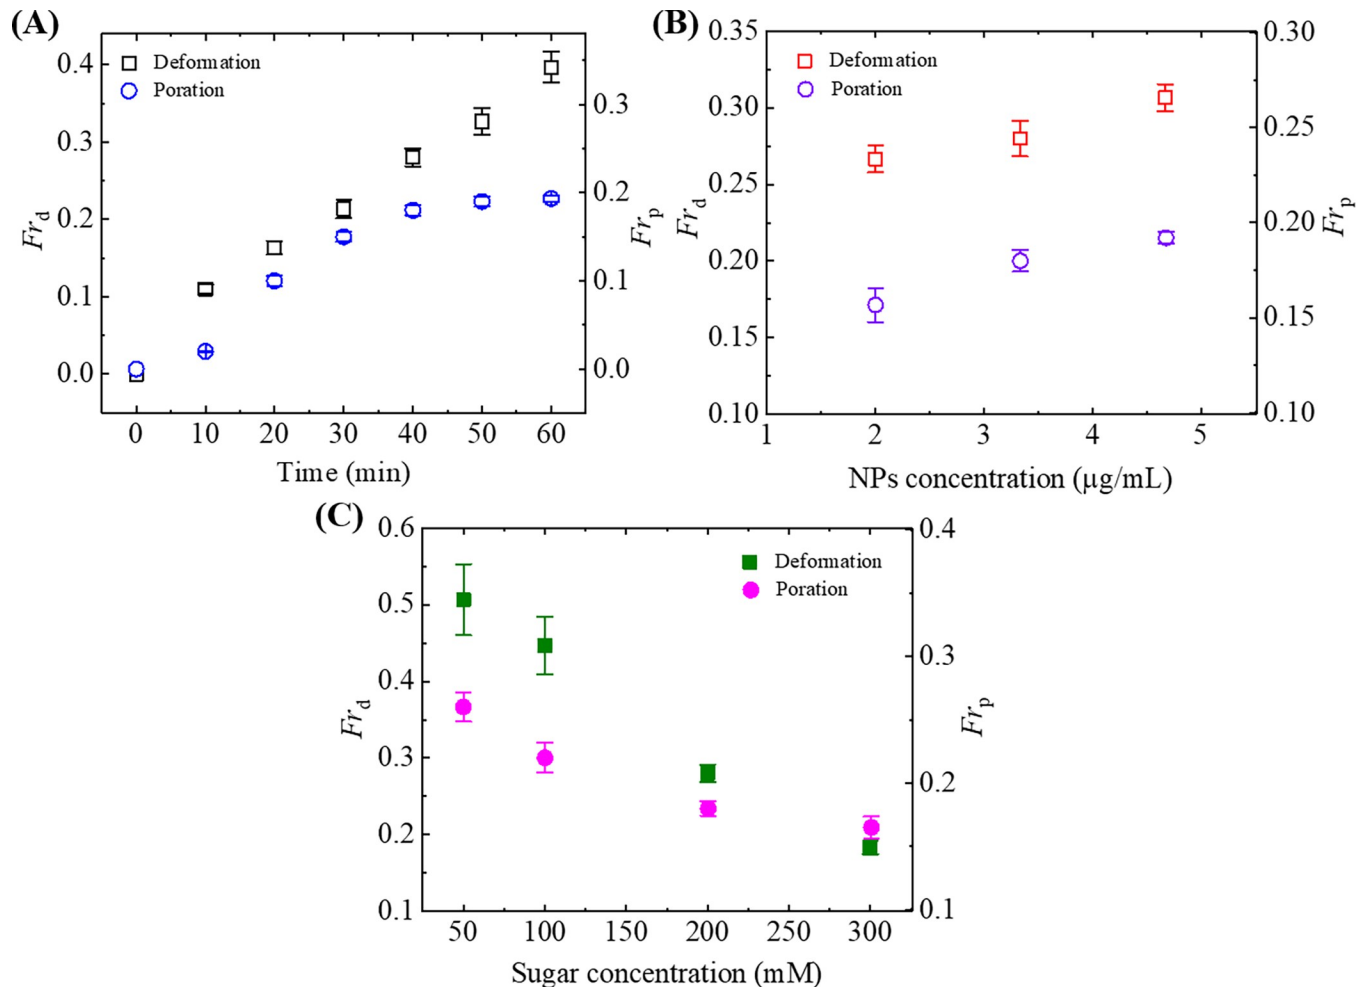 (A)
Deformation
Poration
0.4
0.3
0.2
0.1
0.0
Fr_d
0.3
0.2
0.1
0.0
Fr_p
0 10 20 30 40 50 60
Time (min)
(B)
Deformation
Poration
0.35
0.30
0.25
0.20
0.15
0.10
Fr_d
0.30
0.25
0.20
0.15
0.10
Fr_p
1 2 3 4 5
NPs concentration (µg/mL)
(C)
Deformation
Poration
0.6
0.5
0.4
0.3
0.2
0.1
Fr_d
0.4
0.3
0.2
0.1
Fr_p
50 100 150 200 250 300
Sugar concentration (mM)